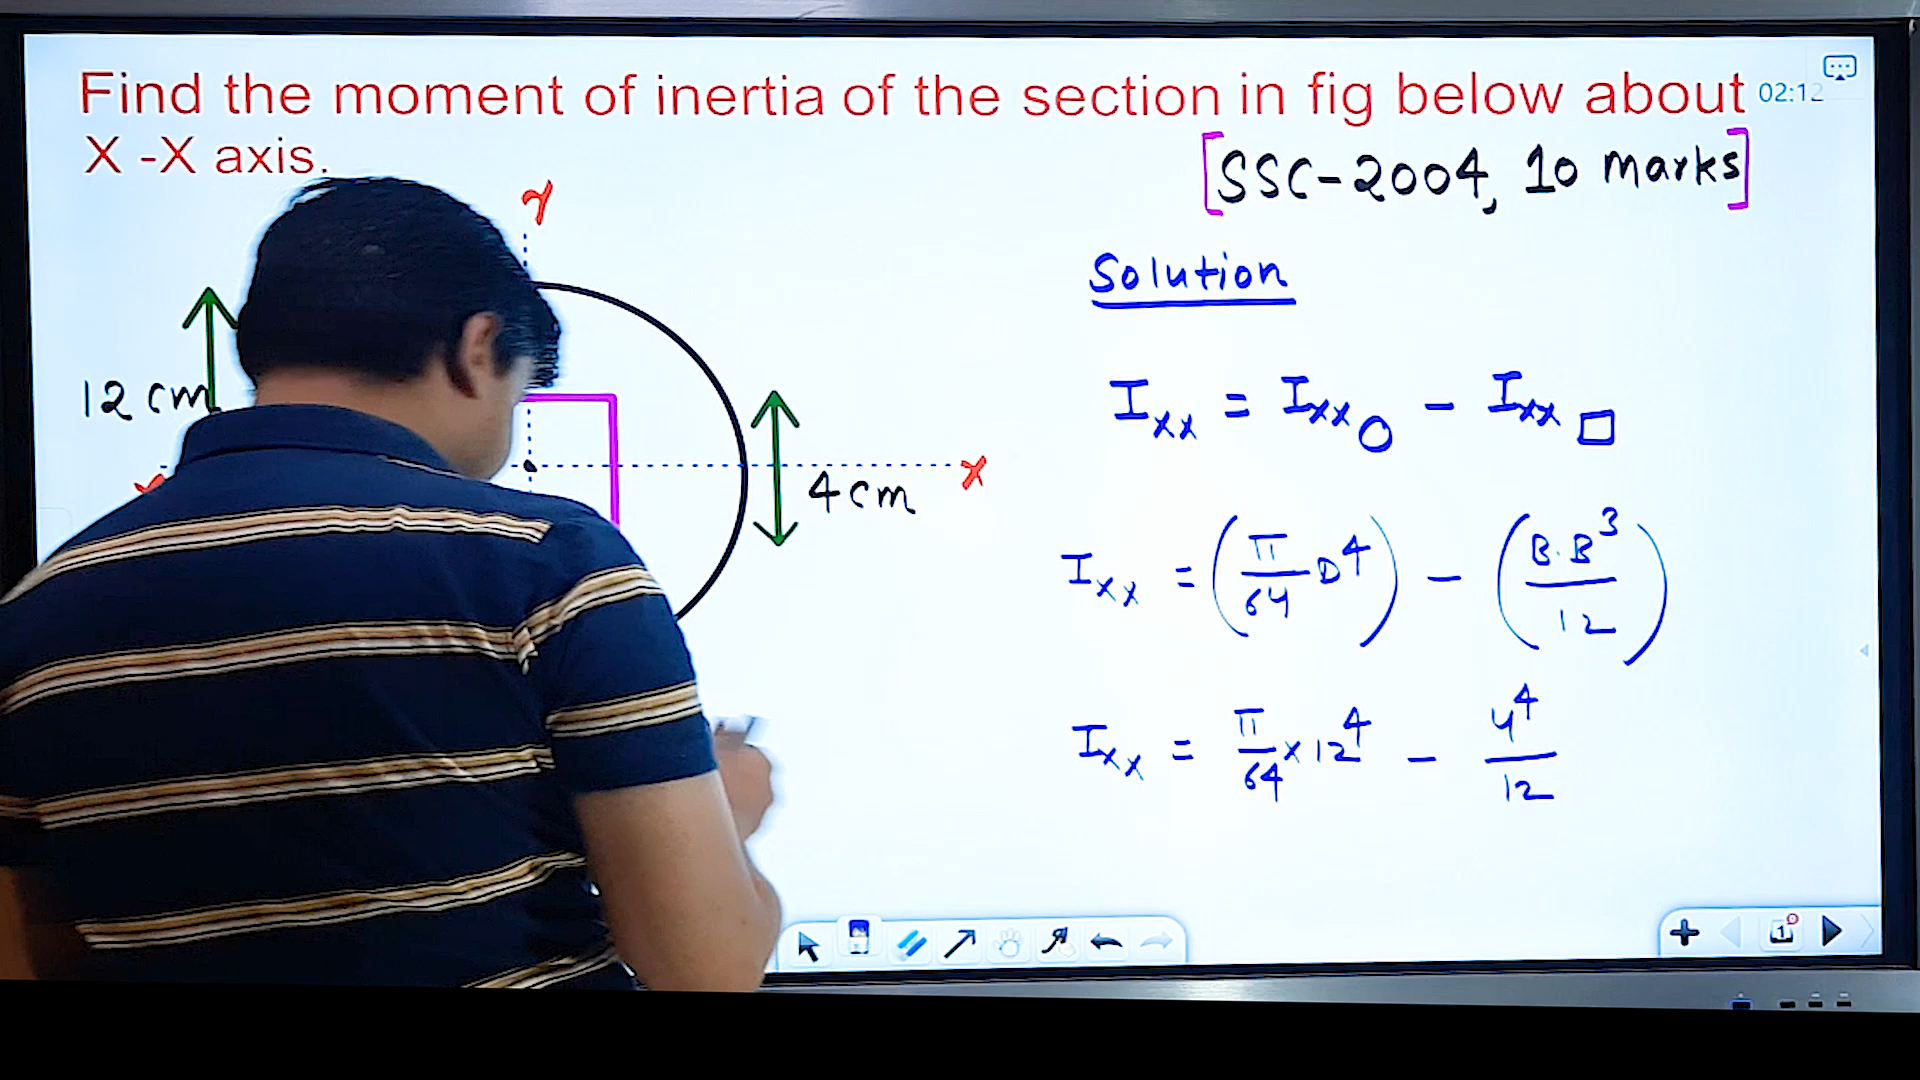 Find the moment of inertia of the section in fig below about
X -X axis.
02:12
[SSC-2004, 10 marks]
Y
12 cm
X
4 cm
Solution
Ixx = Ixx○ - Ixx□
Ixx = (π/64 D⁴) - (B.B³/12)
Ixx = π/64 × 12⁴ - 4⁴/12
1